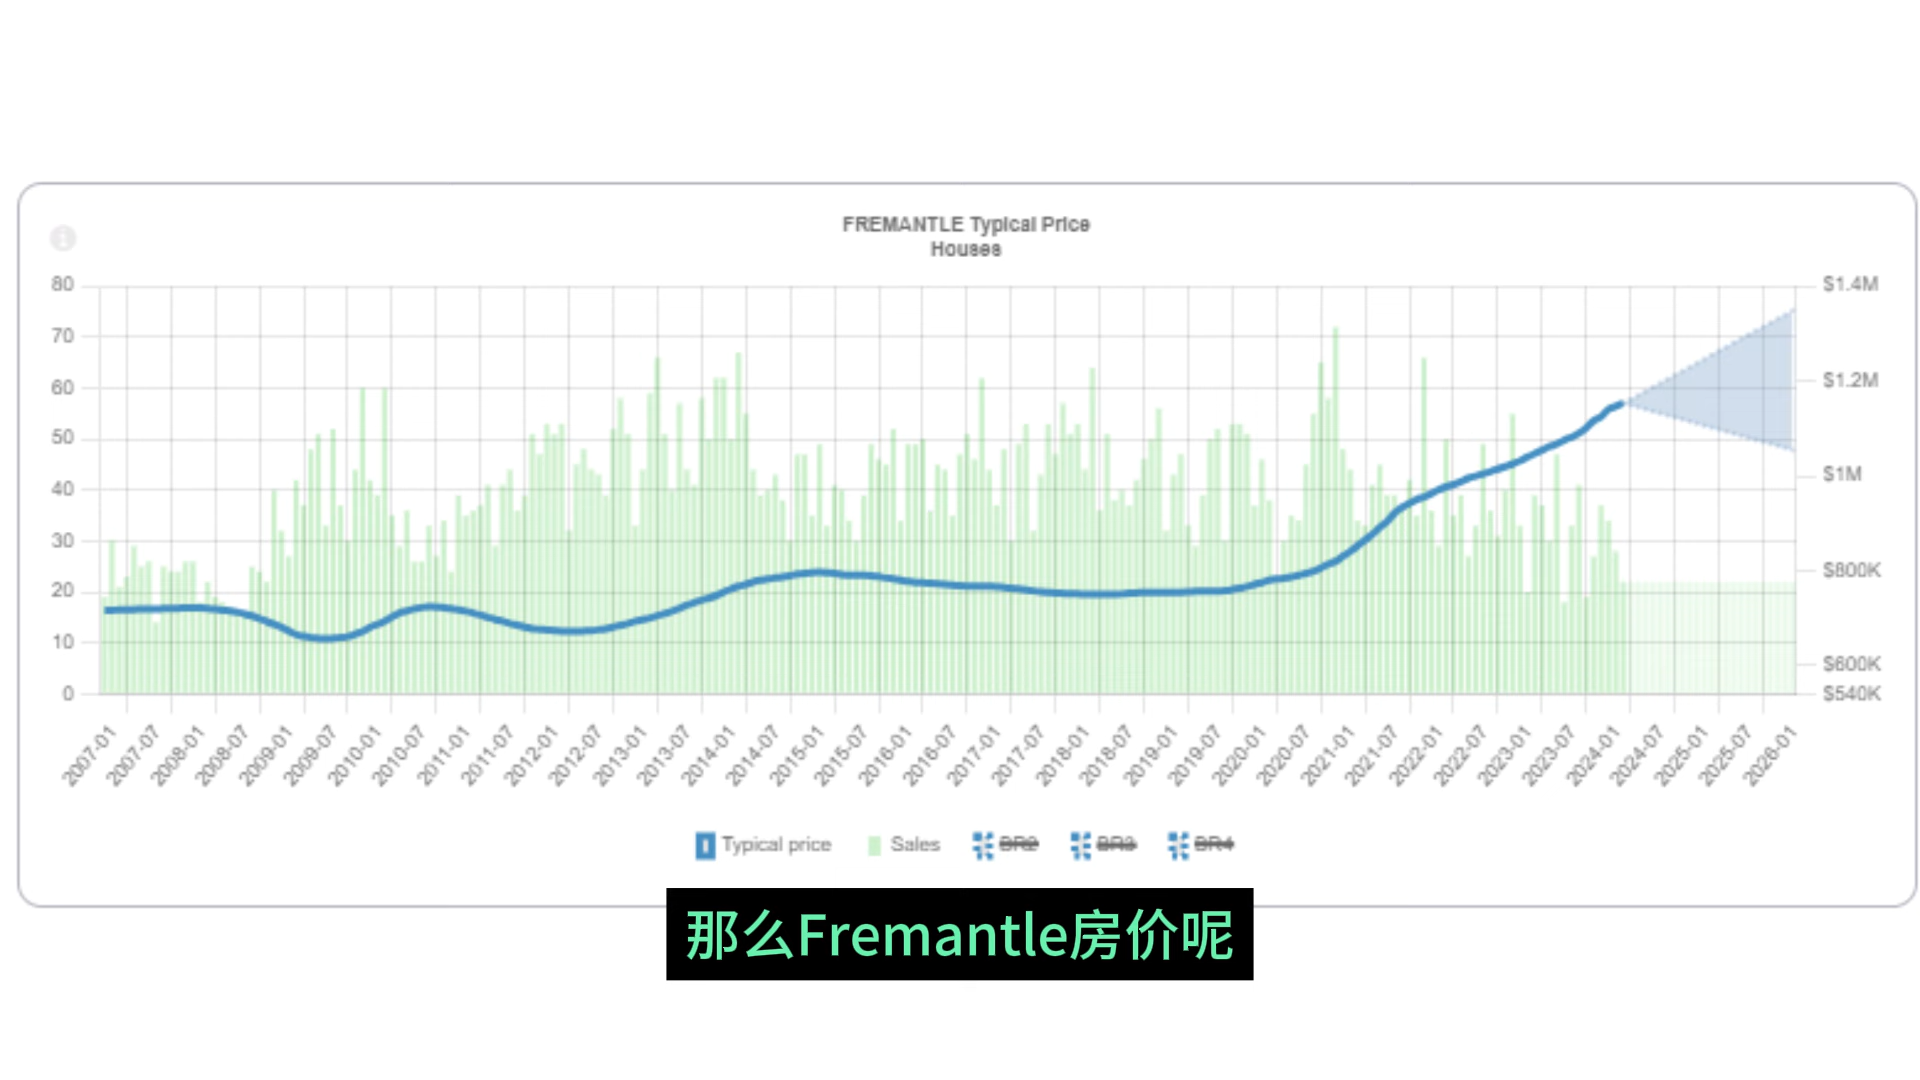 FREMANTLE Typical Price
Houses
80
70
60
50
40
30
20
10
0
$1.4M
$1.2M
$1M
$800K
$600K
$540K
2007-01 2007-07 2008-01 2008-07 2009-01 2009-07 2010-01 2010-07 2011-01 2011-07 2012-01 2012-07 2013-01 2013-07 2014-01 2014-07 2015-01 2015-07 2016-01 2016-07 2017-01 2017-07 2018-01 2018-07 2019-01 2019-07 2020-01 2020-07 2021-01 2021-07 2022-01 2022-07 2023-01 2023-07 2024-01 2024-07 2025-01 2025-07 2026-01
Typical price Sales BR2 BR3 BR4
那么Fremantle房价呢